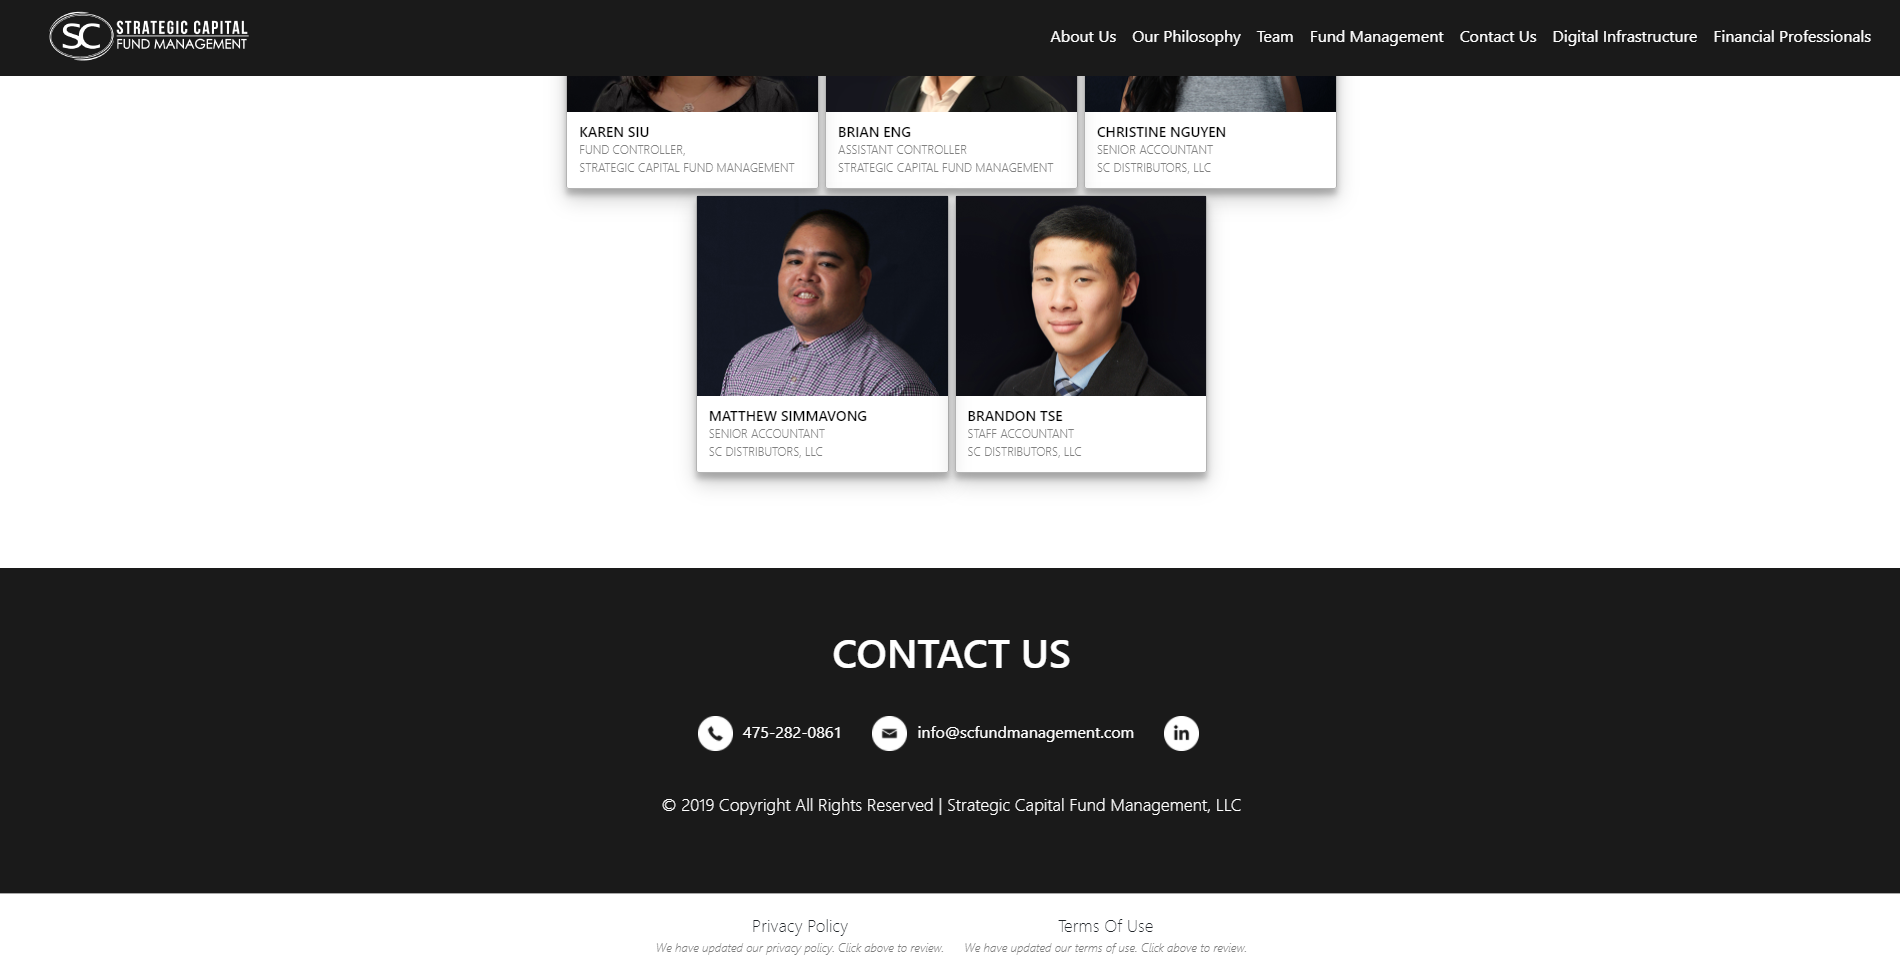 SC STRATEGIC CAPITAL
FUND MANAGEMENT
About Us Our Philosophy Team Fund Management Contact Us Digital Infrastructure Financial Professionals
KAREN SIU
FUND CONTROLLER,
STRATEGIC CAPITAL FUND MANAGEMENT
BRIAN ENG
ASSISTANT CONTROLLER
STRATEGIC CAPITAL FUND MANAGEMENT
CHRISTINE NGUYEN
SENIOR ACCOUNTANT
SC DISTRIBUTORS, LLC
MATTHEW SIMMAVONG
SENIOR ACCOUNTANT
SC DISTRIBUTORS, LLC
BRANDON TSE
STAFF ACCOUNTANT
SC DISTRIBUTORS, LLC
CONTACT US
475-282-0861 info@scfundmanagement.com in
© 2019 Copyright All Rights Reserved | Strategic Capital Fund Management, LLC
Privacy Policy
We have updated our privacy policy. Click above to review.
Terms Of Use
We have updated our terms of use. Click above to review.